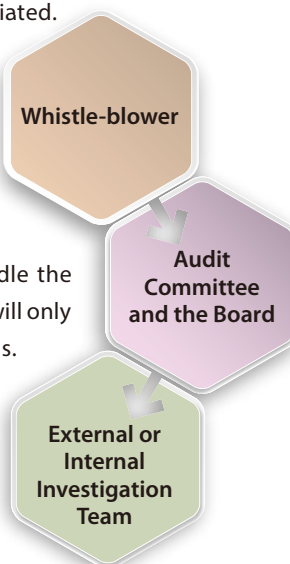 iated.
Whistle-blower
dle the
will only
s.
Audit
Committee
and the Board
External or
Internal
Investigation
Team